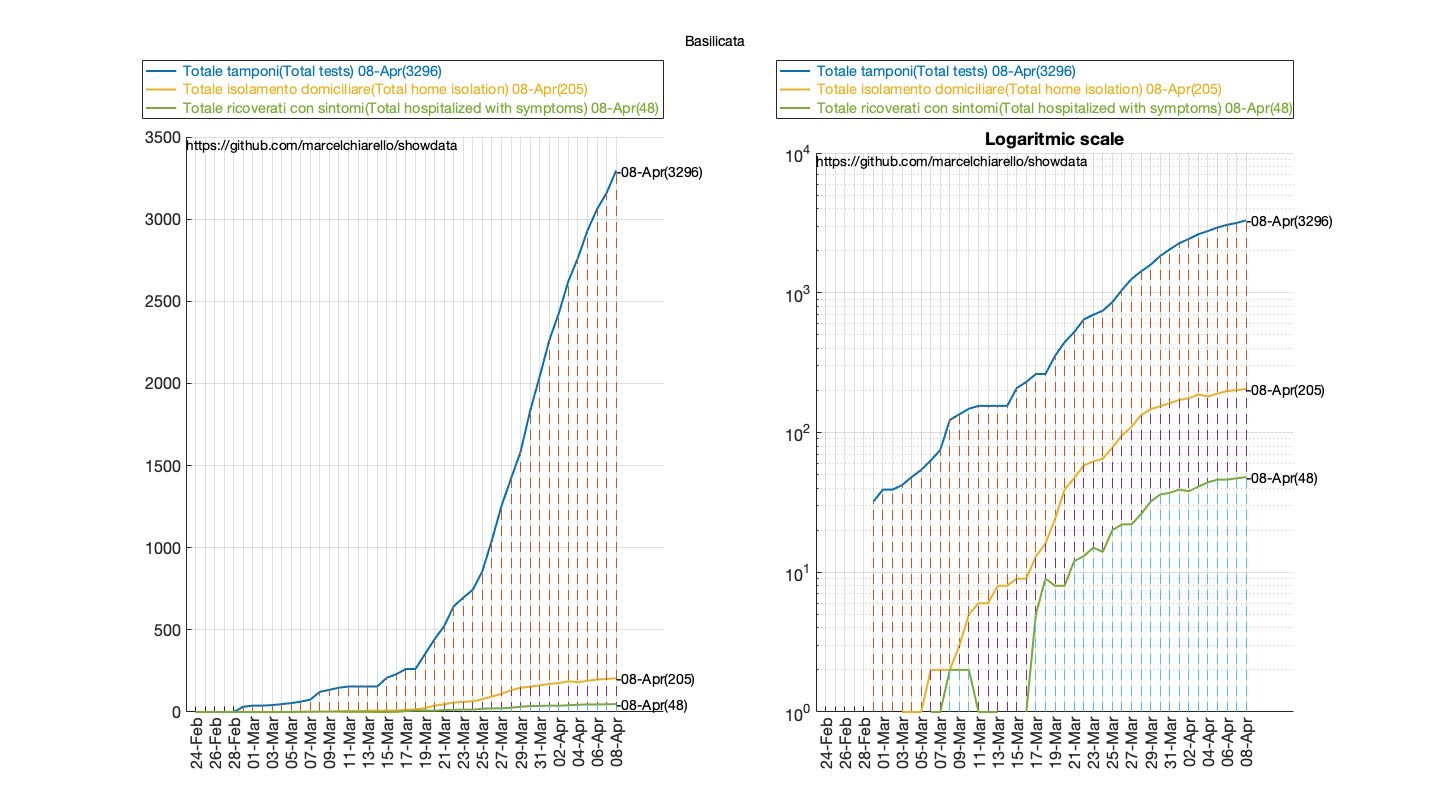 Basilicata
Totale tamponi(Total tests) 08-Apr(3296)
Totale isolamento domiciliare(Total home isolation) 08-Apr(205)
Totale ricoverati con sintomi(Total hospitalized with symptoms) 08-Apr(48)
3500
https://github.com/marcelchiarello/showdata
-08-Apr(3296)
3000
2500
2000
1500
1000
500
-08-Apr(205)
-08-Apr(48)
0
24-Feb
26-Feb
28-Feb
01-Mar
03-Mar
05-Mar
07-Mar
09-Mar
11-Mar
13-Mar
15-Mar
17-Mar
19-Mar
21-Mar
23-Mar
25-Mar
27-Mar
29-Mar
31-Mar
02-Apr
04-Apr
06-Apr
08-Apr
Totale tamponi(Total tests) 08-Apr(3296)
Totale isolamento domiciliare(Total home isolation) 08-Apr(205)
Totale ricoverati con sintomi(Total hospitalized with symptoms) 08-Apr(48)
Logaritmic scale
10^4
https://github.com/marcelchiarello/showdata
-08-Apr(3296)
10^3
-08-Apr(205)
10^2
-08-Apr(48)
10^1
10^0
24-Feb
26-Feb
28-Feb
01-Mar
03-Mar
05-Mar
07-Mar
09-Mar
11-Mar
13-Mar
15-Mar
17-Mar
19-Mar
21-Mar
23-Mar
25-Mar
27-Mar
29-Mar
31-Mar
02-Apr
04-Apr
06-Apr
08-Apr